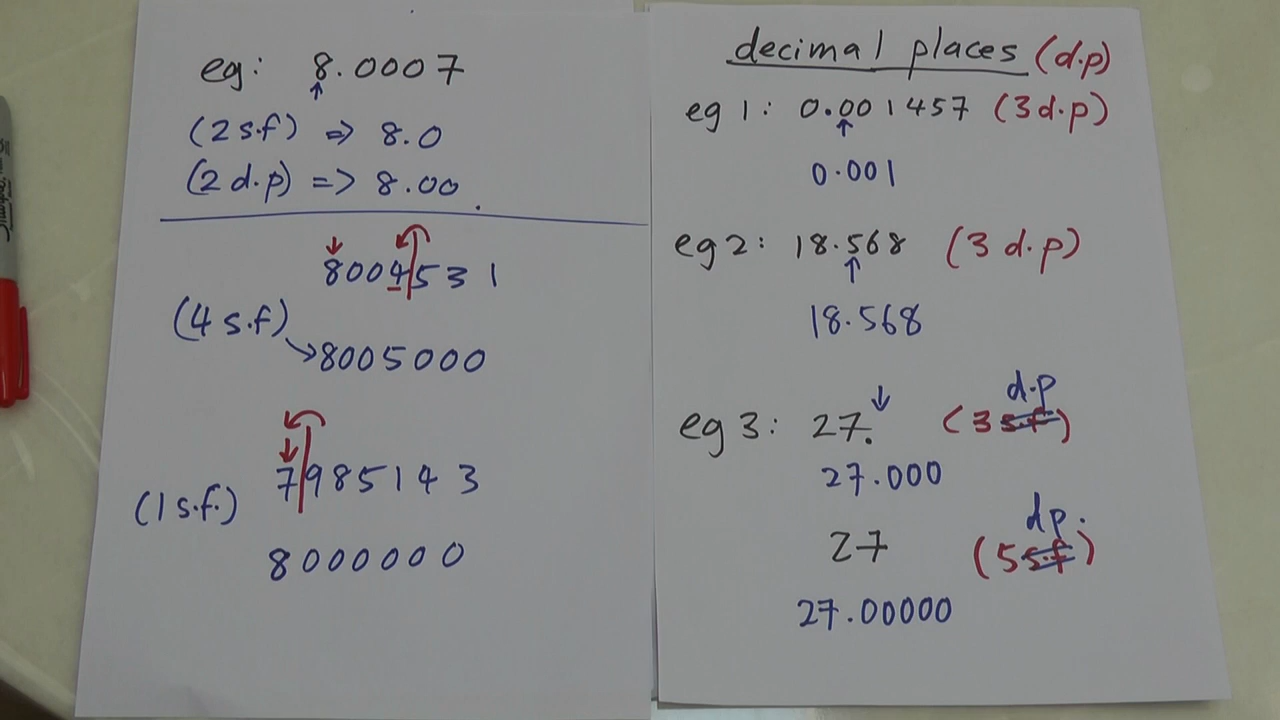 eg: 8.0007
(2 s.f) => 8.0
(2 d.p) => 8.00.
8004531
(4 s.f)
8005000
7985143
(1 s.f.)
8000000
decimal places (d.p)
eg 1: 0.001457 (3 d.p)
0.001
eg 2: 18.568 (3 d.p)
18.568
d.p
eg 3: 27. (3 s.f)
27.000
d.p.
27 (5 s.f)
27.00000